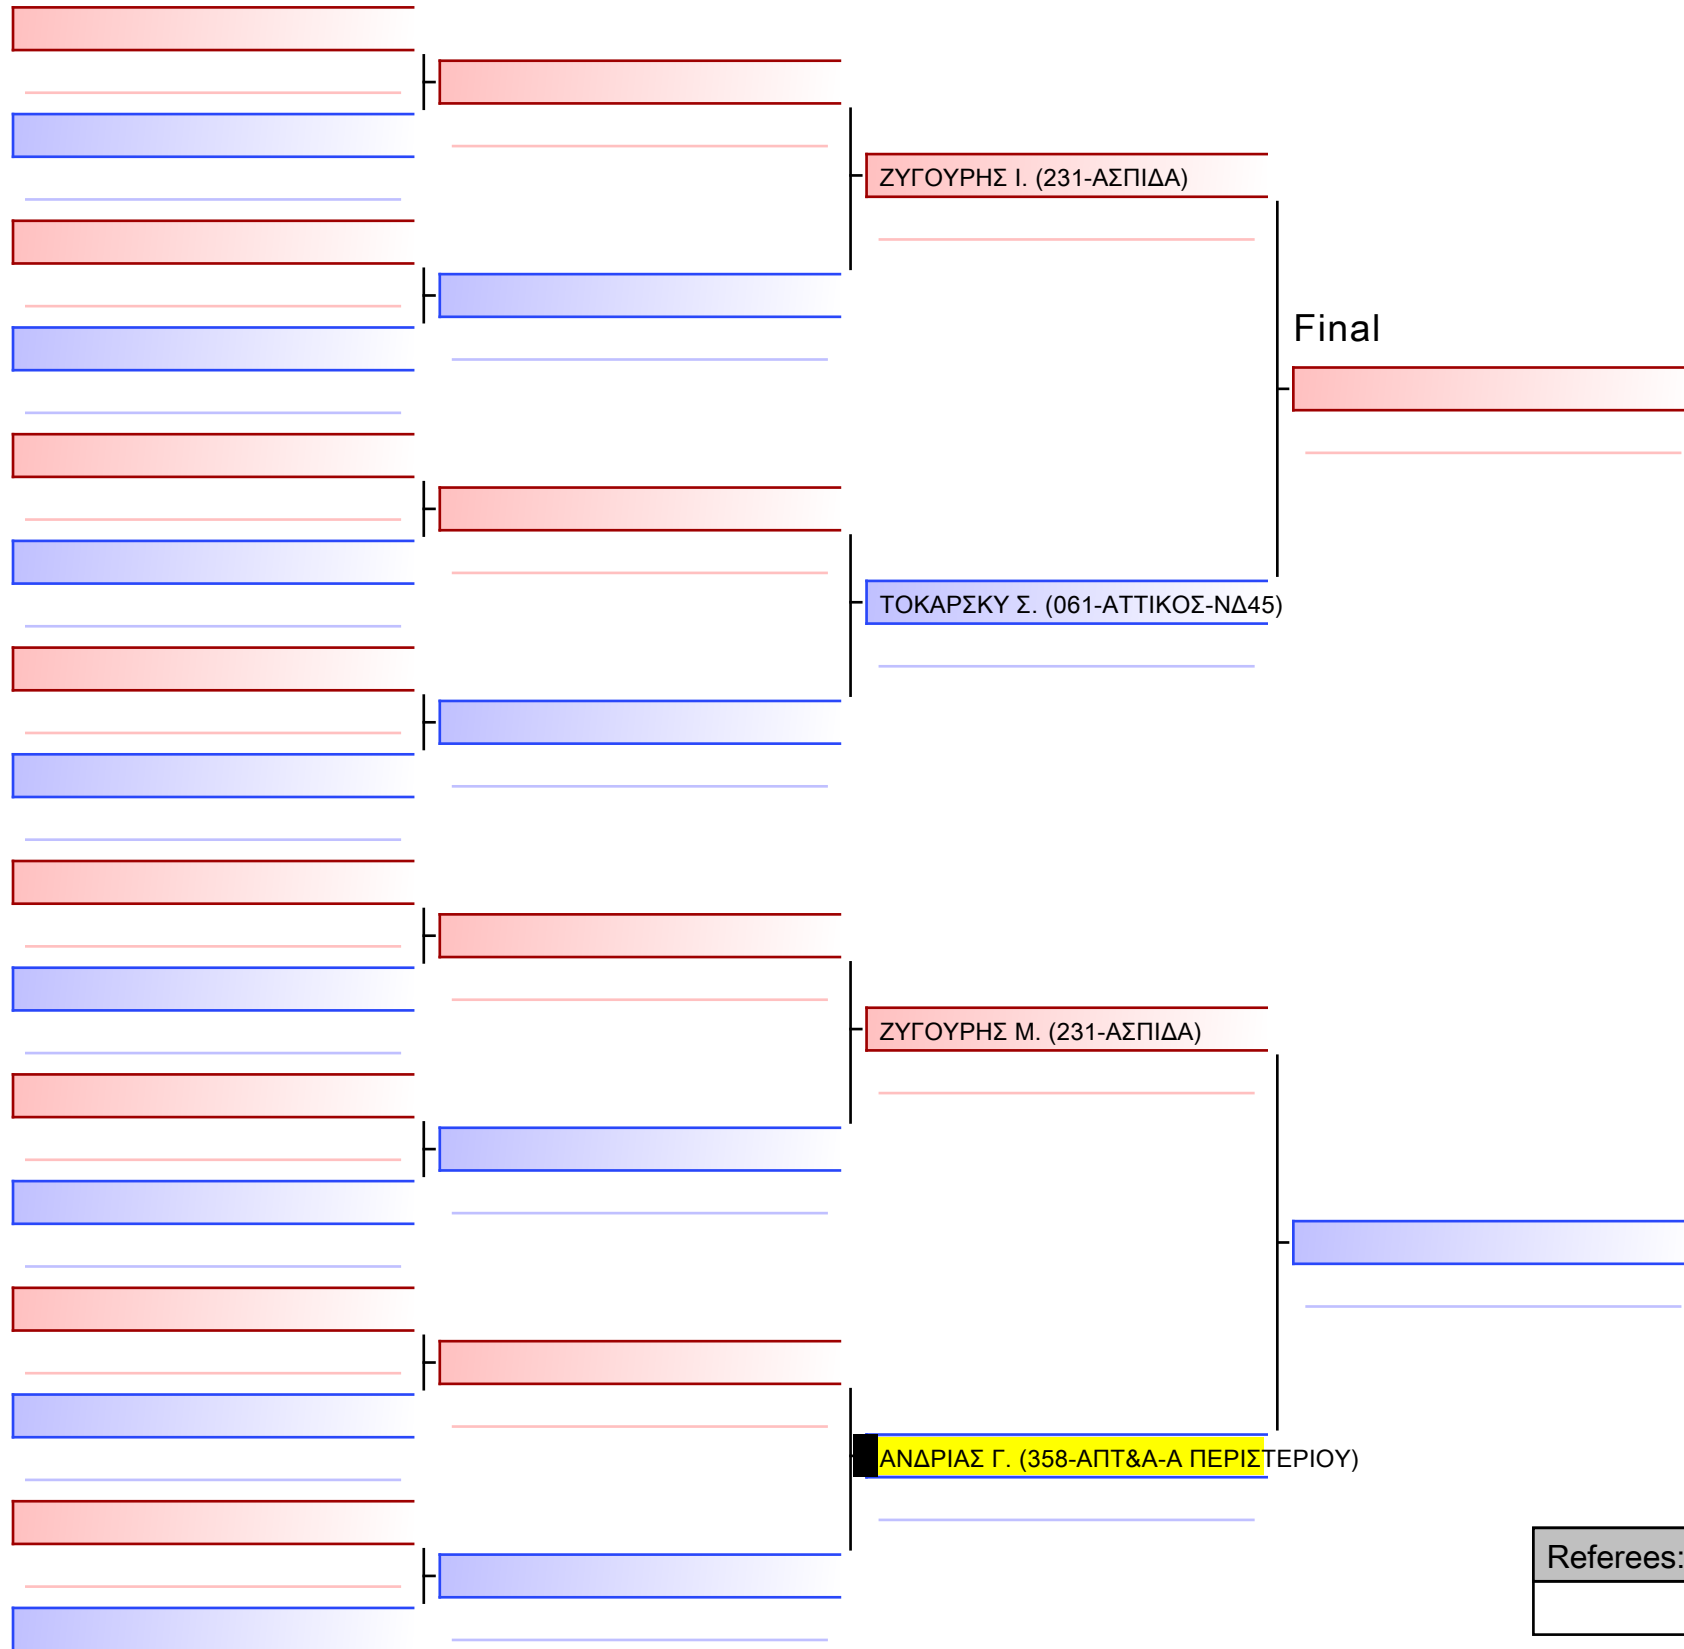 ΖΥΓΟΥΡΗΣ Ι. (231-ΑΣΠΙΔΑ)
Final
ΤΟΚΑΡΣΚΥ Σ. (061-ΑΤΤΙΚΟΣ-ΝΔ45)
ΖΥΓΟΥΡΗΣ Μ. (231-ΑΣΠΙΔΑ)
ΑΝΔΡΙΑΣ Γ. (358-ΑΠΤ&Α-Α ΠΕΡΙΣΤΕΡΙΟΥ)
Referees: